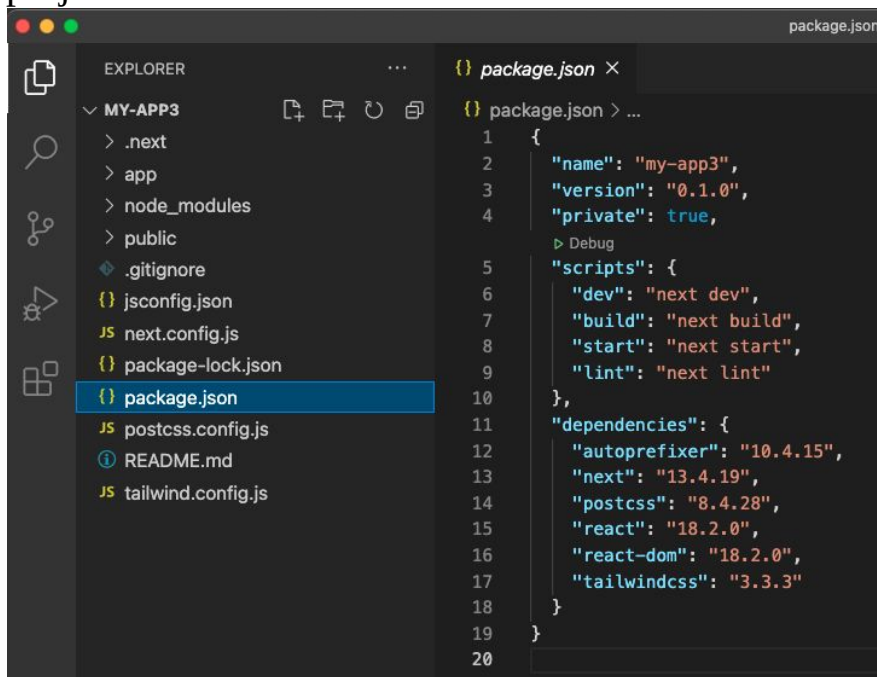 package.json
EXPLORER
...
{} package.json ×
MY-APP3
{} package.json > ...
> .next
> app
> node_modules
> public
.gitignore
{} jsconfig.json
JS next.config.js
{} package-lock.json
{} package.json
JS postcss.config.js
README.md
JS tailwind.config.js
1 {
2 "name": "my-app3",
3 "version": "0.1.0",
4 "private": true,
Debug
5 "scripts": {
6 "dev": "next dev",
7 "build": "next build",
8 "start": "next start",
9 "lint": "next lint"
10 },
11 "dependencies": {
12 "autoprefixer": "10.4.15",
13 "next": "13.4.19",
14 "postcss": "8.4.28",
15 "react": "18.2.0",
16 "react-dom": "18.2.0",
17 "tailwindcss": "3.3.3"
18 }
19 }
20